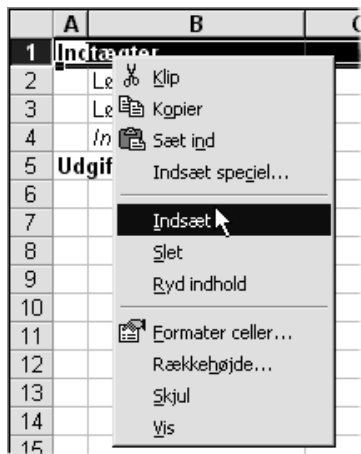 A B
1 Indtægter
2 Le
3 Le
4 In
5 Udgif
6
7
8
9
10
11
12
13
14
15
Klip
Kopier
Sæt ind
Indsæt speciel...
Indsæt
Slet
Ryd indhold
Formater celler...
Rækkehøjde...
Skjul
Vis